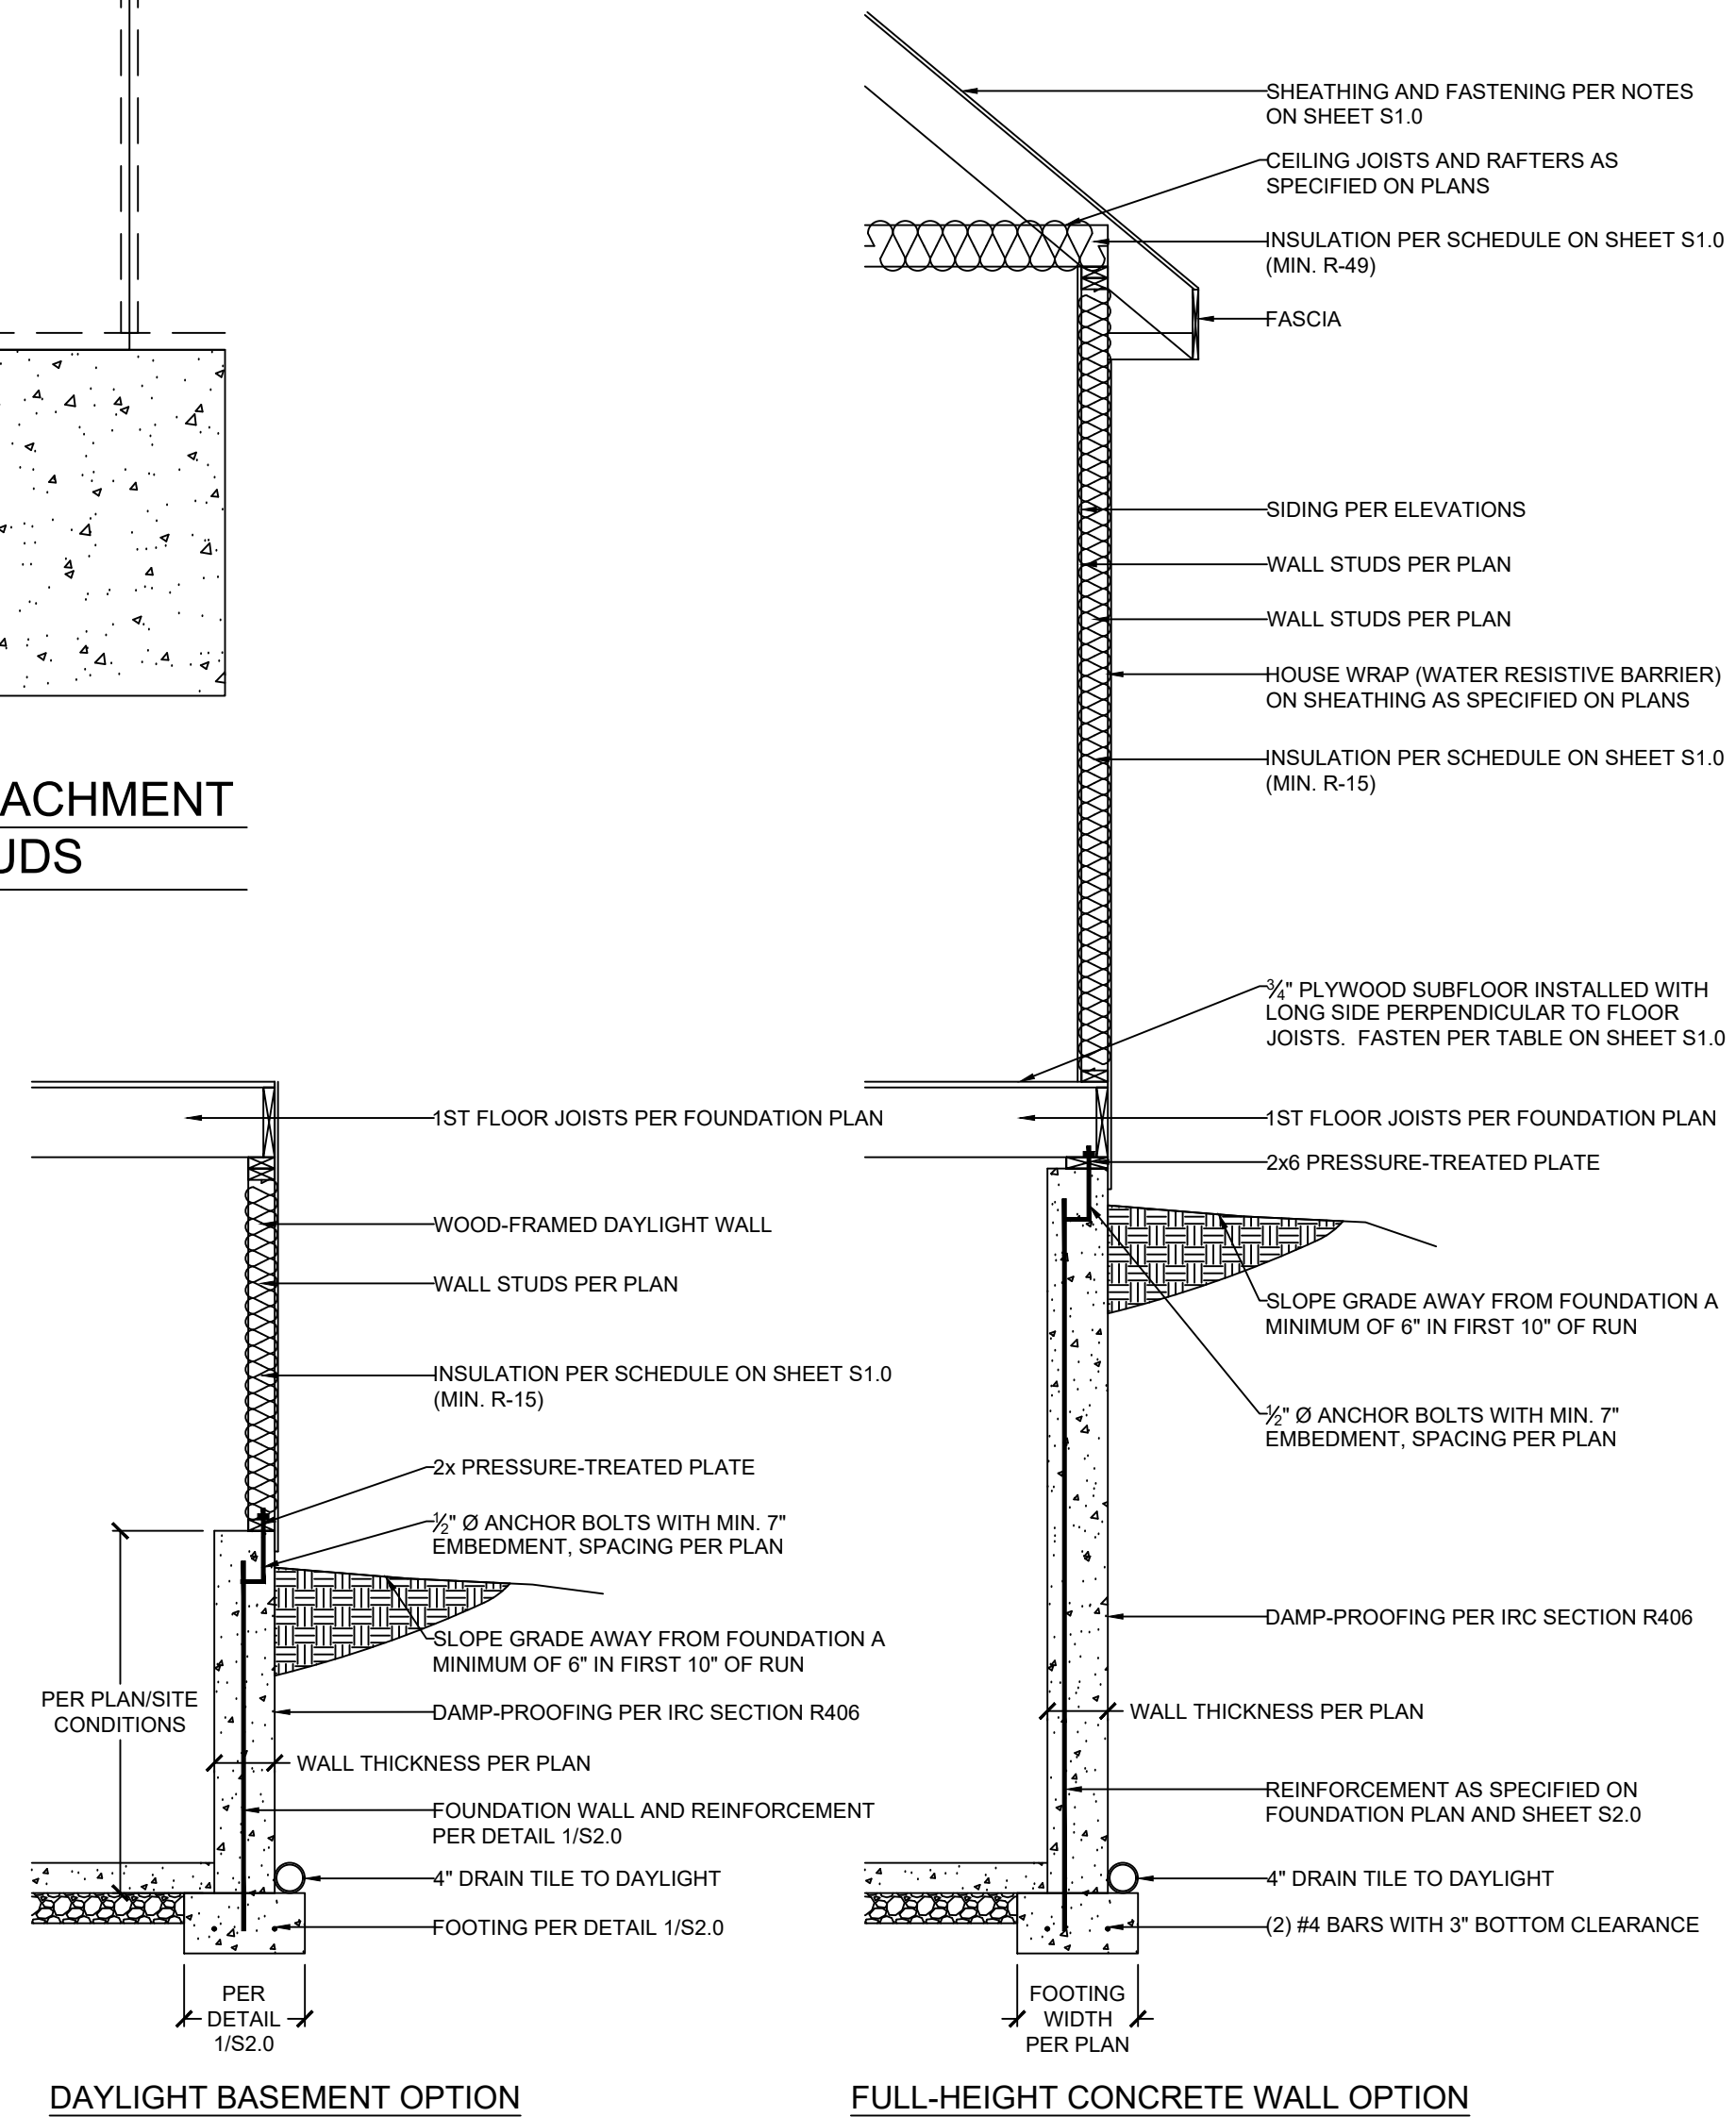 ACHMENT
UDS
SHEATHING AND FASTENING PER NOTES
ON SHEET S1.0
CEILING JOISTS AND RAFTERS AS
SPECIFIED ON PLANS
INSULATION PER SCHEDULE ON SHEET S1.0
(MIN. R-49)
FASCIA
SIDING PER ELEVATIONS
WALL STUDS PER PLAN
WALL STUDS PER PLAN
HOUSE WRAP (WATER RESISTIVE BARRIER)
ON SHEATHING AS SPECIFIED ON PLANS
INSULATION PER SCHEDULE ON SHEET S1.0
(MIN. R-15)
¾" PLYWOOD SUBFLOOR INSTALLED WITH
LONG SIDE PERPENDICULAR TO FLOOR
JOISTS. FASTEN PER TABLE ON SHEET S1.0
1ST FLOOR JOISTS PER FOUNDATION PLAN
2x6 PRESSURE-TREATED PLATE
SLOPE GRADE AWAY FROM FOUNDATION A
MINIMUM OF 6" IN FIRST 10" OF RUN
½" Ø ANCHOR BOLTS WITH MIN. 7"
EMBEDMENT, SPACING PER PLAN
DAMP-PROOFING PER IRC SECTION R406
WALL THICKNESS PER PLAN
REINFORCEMENT AS SPECIFIED ON
FOUNDATION PLAN AND SHEET S2.0
4" DRAIN TILE TO DAYLIGHT
(2) #4 BARS WITH 3" BOTTOM CLEARANCE
FOOTING
WIDTH
PER PLAN
FULL-HEIGHT CONCRETE WALL OPTION
1ST FLOOR JOISTS PER FOUNDATION PLAN
WOOD-FRAMED DAYLIGHT WALL
WALL STUDS PER PLAN
INSULATION PER SCHEDULE ON SHEET S1.0
(MIN. R-15)
2x PRESSURE-TREATED PLATE
½" Ø ANCHOR BOLTS WITH MIN. 7"
EMBEDMENT, SPACING PER PLAN
SLOPE GRADE AWAY FROM FOUNDATION A
MINIMUM OF 6" IN FIRST 10" OF RUN
PER PLAN/SITE
CONDITIONS
DAMP-PROOFING PER IRC SECTION R406
WALL THICKNESS PER PLAN
FOUNDATION WALL AND REINFORCEMENT
PER DETAIL 1/S2.0
4" DRAIN TILE TO DAYLIGHT
FOOTING PER DETAIL 1/S2.0
PER
DETAIL
1/S2.0
DAYLIGHT BASEMENT OPTION